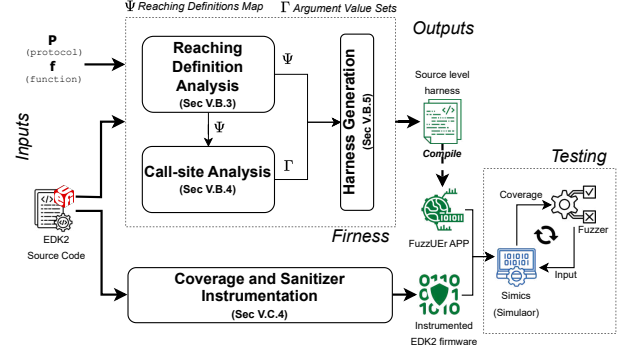 Ψ Reaching Definitions Map Γ Argument Value Sets
Outputs
P
(protocol)
f
(function)
Inputs
Reaching
Definition
Analysis
(Sec V.B.3)
Ψ
Ψ
Call-site Analysis
(Sec V.B.4)
Γ
Harness Generation
(Sec V.B.5)
Firness
Source level
harness
Compile
Testing
Coverage
Fuzzer
Input
Simics
(Simulaor)
FuzzUEr APP
EDK2
Source Code
Coverage and Sanitizer
Instrumentation
(Sec V.C.4)
Instrumented
EDK2 firmware